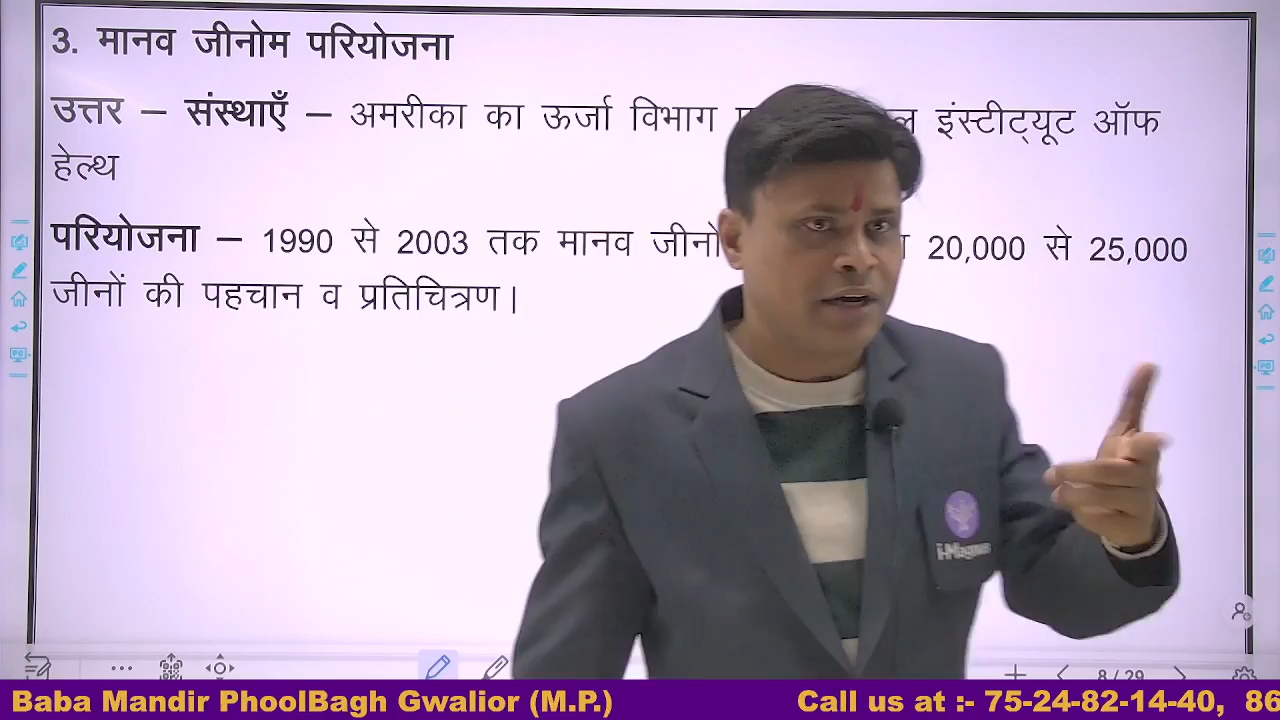 3. मानव जीनोम परियोजना
उत्तर – संस्थाएँ – अमरीका का ऊर्जा विभाग इंस्टीट्यूट ऑफ
हेल्थ
परियोजना – 1990 से 2003 तक मानव 20,000 से 25,000
जीनों की पहचान व प्रतिचित्रण।
8/29
Baba Mandir PhoolBagh Gwalior (M.P.) Call us at :- 75-24-82-14-40, 86